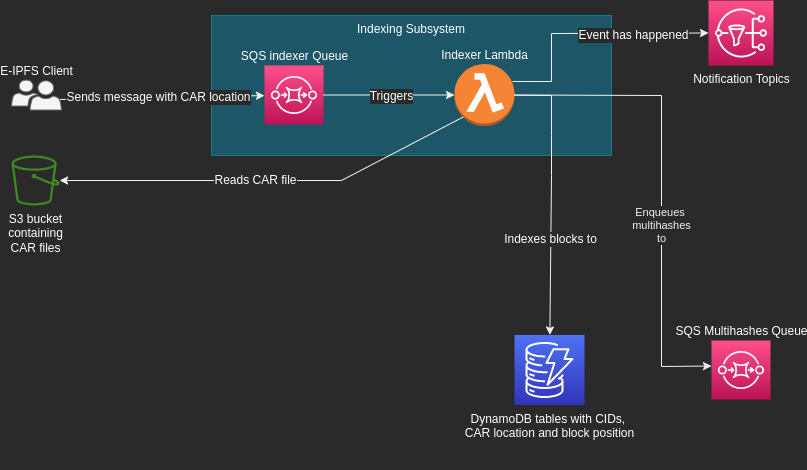 Indexing Subsystem
Event has happened
Notification Topics
SQS indexer Queue
Indexer Lambda
E-IPFS Client
Sends message with CAR location
Triggers
Reads CAR file
S3 bucket
containing
CAR files
Enqueues
multihashes
to
Indexes blocks to
SQS Multihashes Queue
DynamoDB tables with CIDs,
CAR location and block position